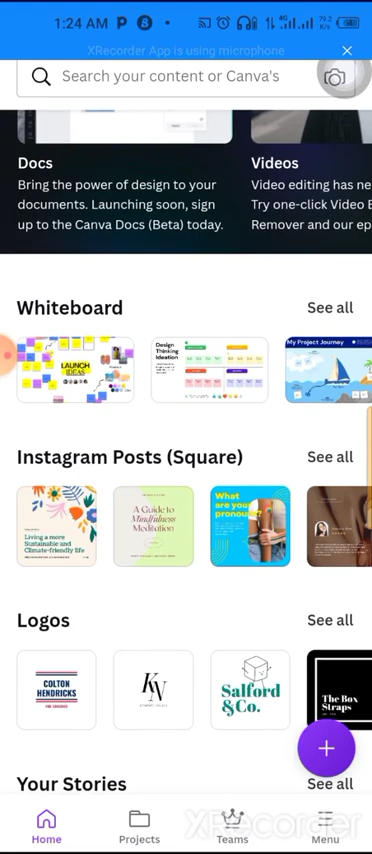 1:24 AM
XRecorder App is using microphone
Search your content or Canva's
Docs
Bring the power of design to your
documents. Launching soon, sign
up to the Canva Docs (Beta) today.
Videos
Video editing has ne
Try one-click Video B
Remover and our ep
Whiteboard
See all
LAUNCH
IDEAS
Design
Thinking
Ideation
My Project Journey
Instagram Posts (Square)
See all
Living a more
Sustainable and
Climate-friendly life
A Guide to
Mindfulness
Meditation
What
are your
pronouns?
Logos
See all
COLTON
HENDRICKS
KN
Salford
&Co.
The Box
Straps
Your Stories
See all
Home
Projects
Teams
Menu
XRecorder